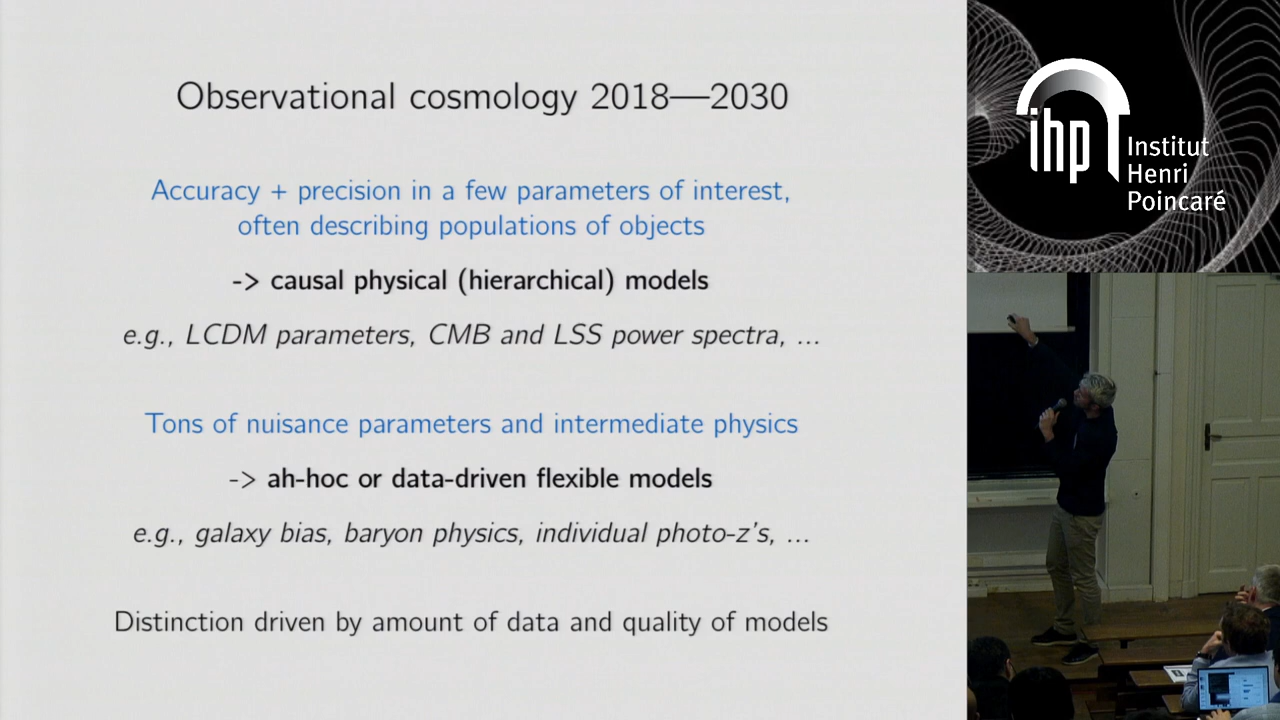 Observational cosmology 2018—2030
Accuracy + precision in a few parameters of interest,
often describing populations of objects
-> causal physical (hierarchical) models
e.g., LCDM parameters, CMB and LSS power spectra, ...
Tons of nuisance parameters and intermediate physics
-> ah-hoc or data-driven flexible models
e.g., galaxy bias, baryon physics, individual photo-z's, ...
Distinction driven by amount of data and quality of models
ihp
Institut
Henri
Poincaré